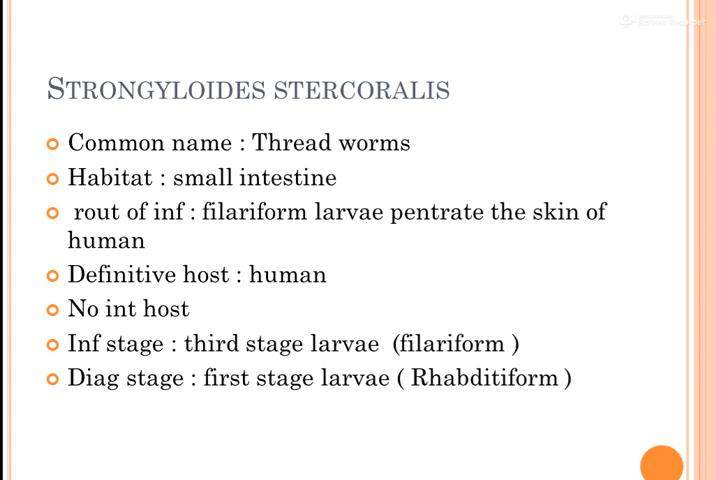 STRONGYLOIDES STERCORALIS
Common name : Thread worms
Habitat : small intestine
rout of inf : filariform larvae pentrate the skin of
human
Definitive host : human
No int host
Inf stage : third stage larvae (filariform )
Diag stage : first stage larvae ( Rhabditiform )